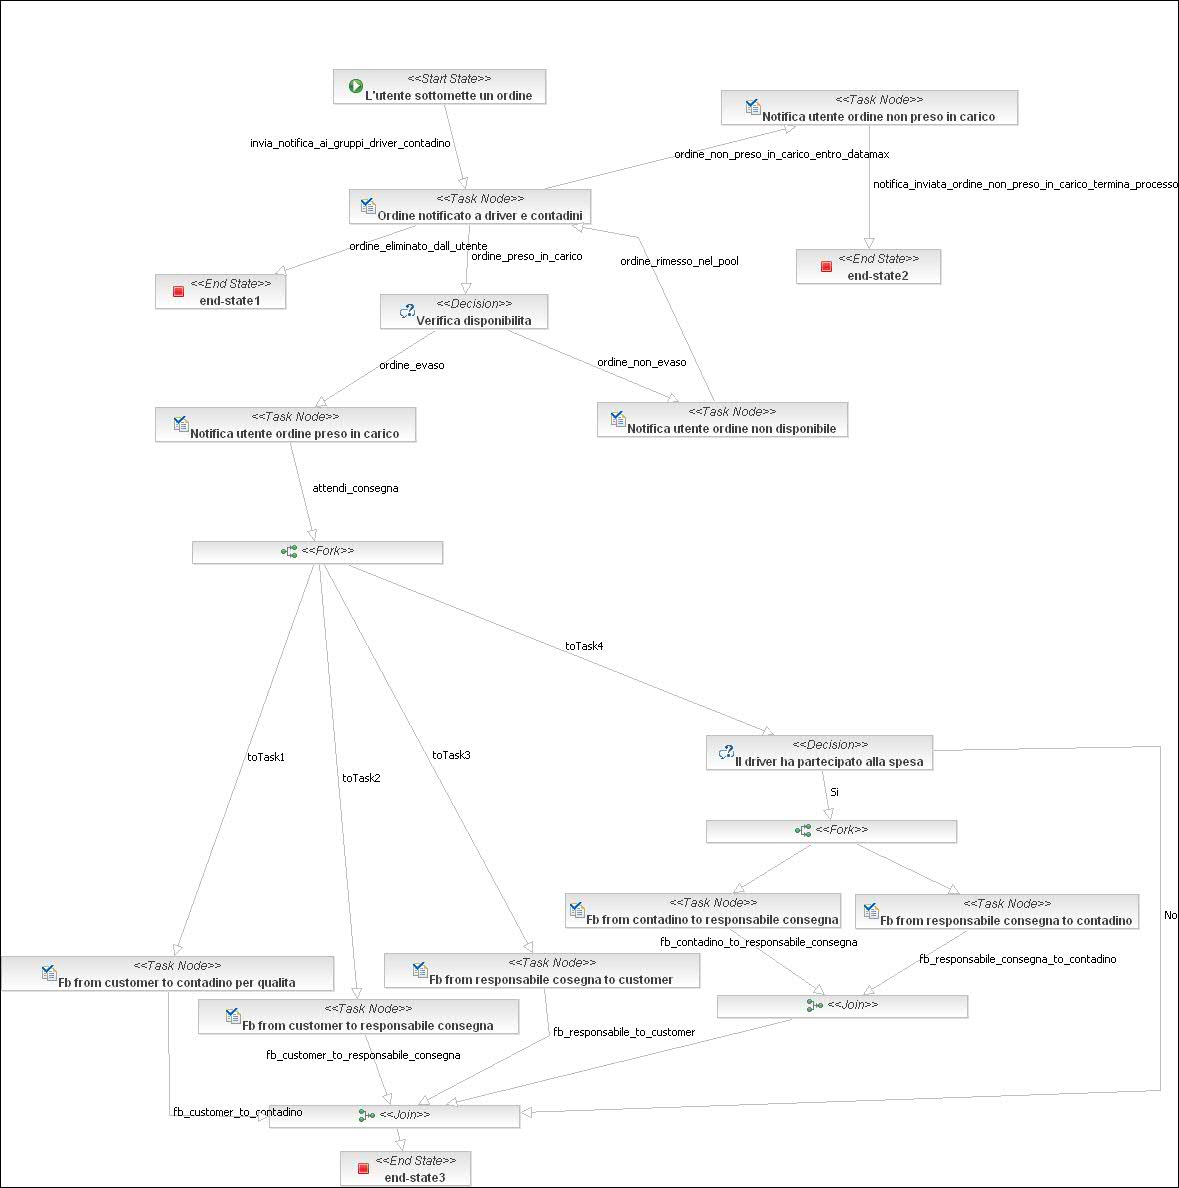 <<Start State>>
L'utente sottomette un ordine
<<Task Node>>
Notifica utente ordine non preso in carico
invia_notifica_ai_gruppi_driver_contadino
ordine_non_preso_in_carico_entro_datamax
notifica_inviata_ordine_non_preso_in_carico_termina_processo
<<Task Node>>
Ordine notificato a driver e contadini
ordine_eliminato_dall_utente
ordine_preso_in_carico
ordine_rimesso_nel_pool
<<End State>>
end-state2
<<End State>>
end-state1
<<Decision>>
Verifica disponibilita
ordine_evaso
ordine_non_evaso
<<Task Node>>
Notifica utente ordine preso in carico
<<Task Node>>
Notifica utente ordine non disponibile
attendi_consegna
<<Fork>>
toTask4
toTask1
toTask2
toTask3
<<Decision>>
Il driver ha partecipato alla spesa
Si
<<Fork>>
<<Task Node>>
Fb from contadino to responsabile consegna
<<Task Node>>
Fb from responsabile consegna to contadino
No
fb_contadino_to_responsabile_consegna
fb_responsabile_consegna_to_contadino
<<Task Node>>
Fb from customer to contadino per qualita
<<Task Node>>
Fb from responsabile cosegna to customer
<<Task Node>>
Fb from customer to responsabile consegna
<<Join>>
fb_responsabile_to_customer
fb_customer_to_responsabile_consegna
fb_customer_to_contadino
<<Join>>
<<End State>>
end-state3